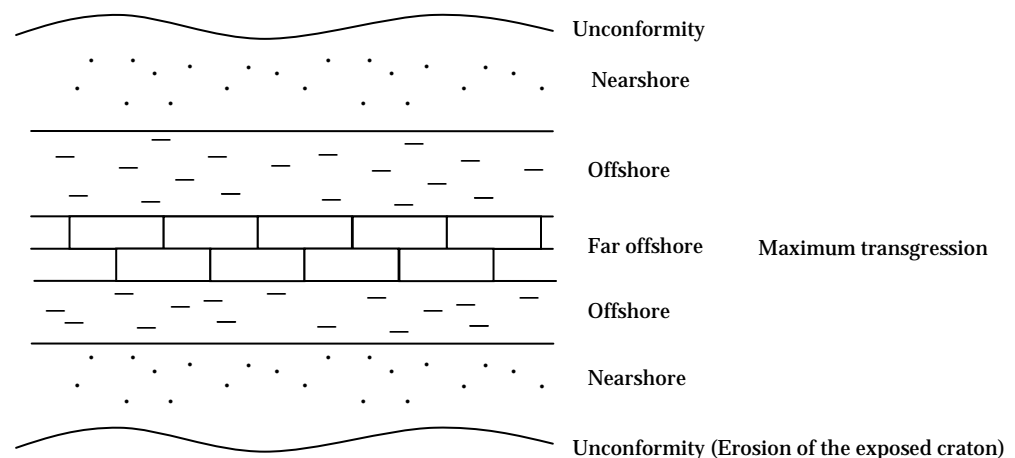 Unconformity
Nearshore
Offshore
Far offshore Maximum transgression
Offshore
Nearshore
Unconformity (Erosion of the exposed craton)